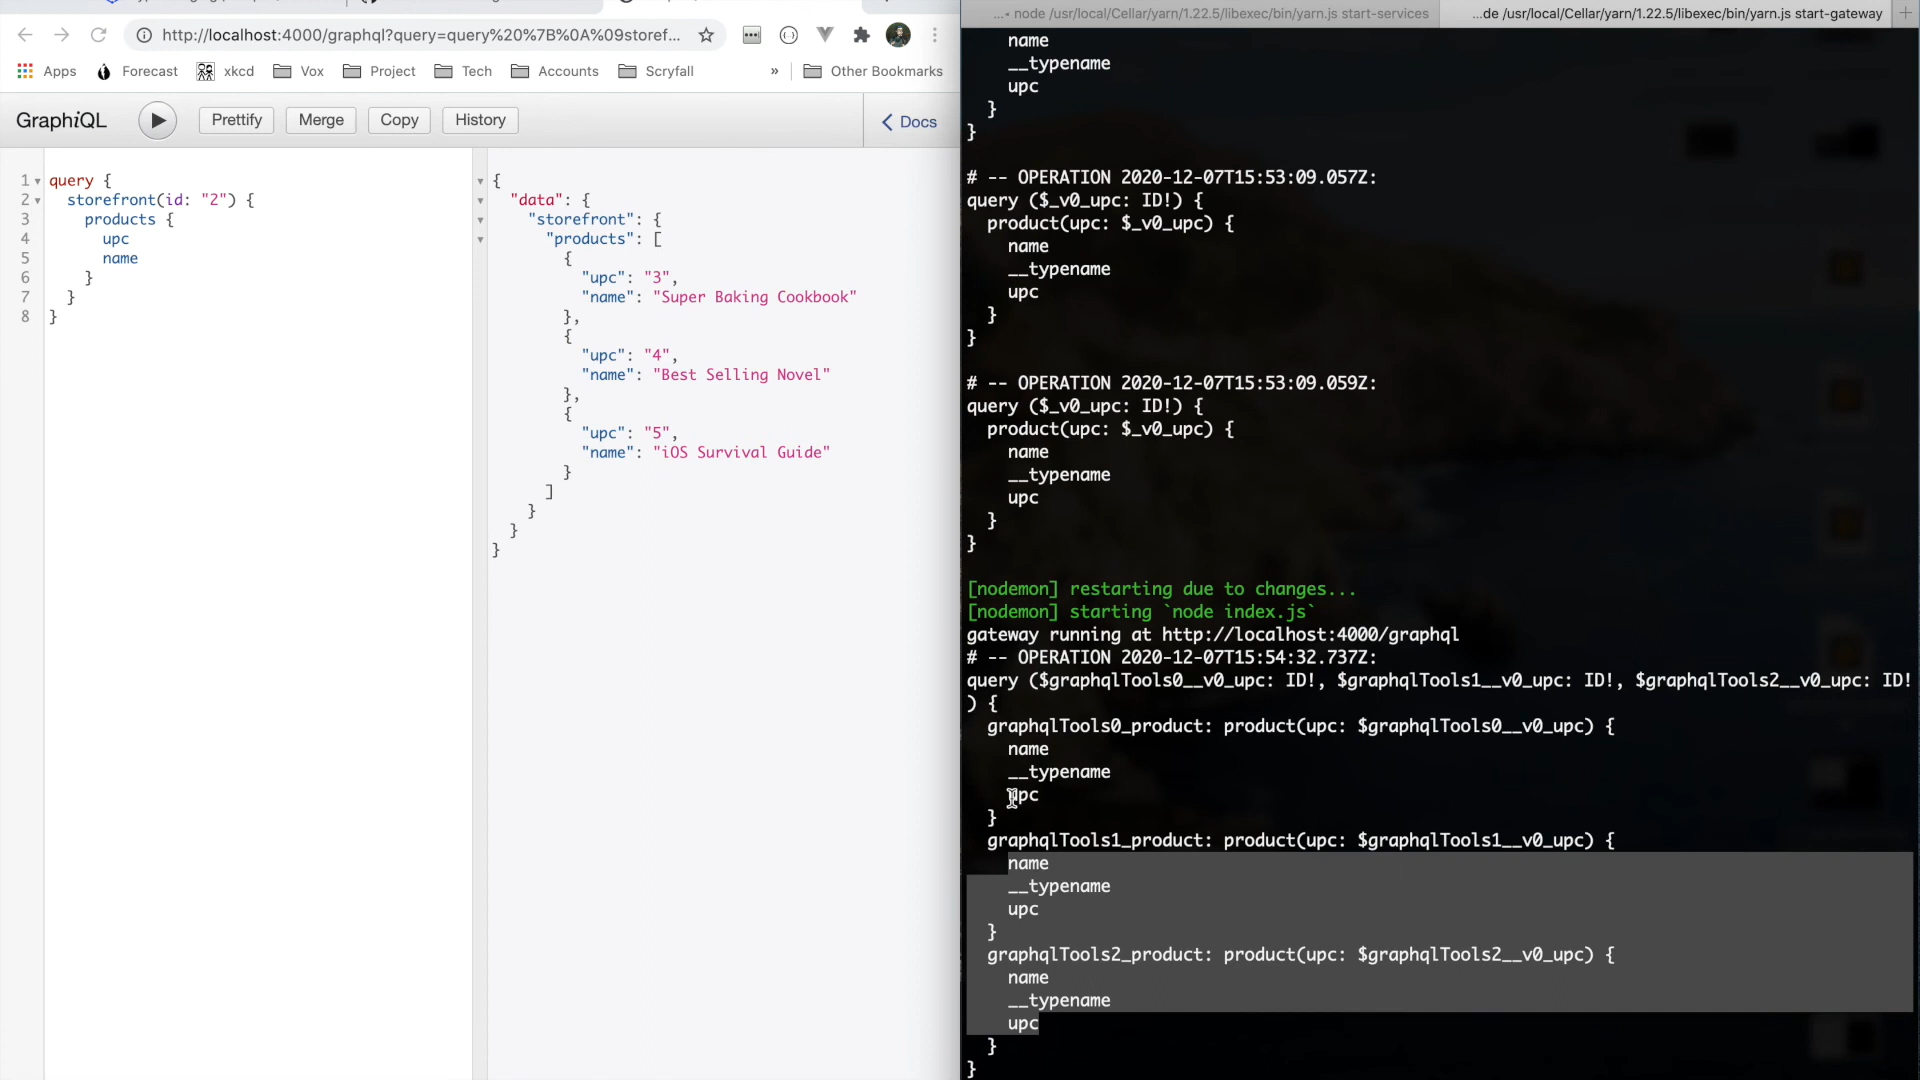 http://localhost:4000/graphql?query=query%20%7B%0A%09storef...
Apps
Forecast
xkcd
Vox
Project
Tech
Accounts
Scryfall
»
Other Bookmarks
GraphiQL
Prettify
Merge
Copy
History
Docs
1 query {
2 storefront(id: "2") {
3 products {
4 upc
5 name
6 }
7 }
8 }
{
"data": {
"storefront": {
"products": [
{
"upc": "3",
"name": "Super Baking Cookbook"
},
{
"upc": "4",
"name": "Best Selling Novel"
},
{
"upc": "5",
"name": "iOS Survival Guide"
}
]
}
}
}
node /usr/local/Cellar/yarn/1.22.5/libexec/bin/yarn.js start-services
...de /usr/local/Cellar/yarn/1.22.5/libexec/bin/yarn.js start-gateway
name
__typename
upc
}
}
# -- OPERATION 2020-12-07T15:53:09.057Z:
query ($_v0_upc: ID!) {
product(upc: $_v0_upc) {
name
__typename
upc
}
}
# -- OPERATION 2020-12-07T15:53:09.059Z:
query ($_v0_upc: ID!) {
product(upc: $_v0_upc) {
name
__typename
upc
}
}
[nodemon] restarting due to changes...
[nodemon] starting `node index.js`
gateway running at http://localhost:4000/graphql
# -- OPERATION 2020-12-07T15:54:32.737Z:
query ($graphqlTools0__v0_upc: ID!, $graphqlTools1__v0_upc: ID!, $graphqlTools2__v0_upc: ID!
) {
graphqlTools0_product: product(upc: $graphqlTools0__v0_upc) {
name
__typename
upc
}
graphqlTools1_product: product(upc: $graphqlTools1__v0_upc) {
name
__typename
upc
}
graphqlTools2_product: product(upc: $graphqlTools2__v0_upc) {
name
__typename
upc
}
}